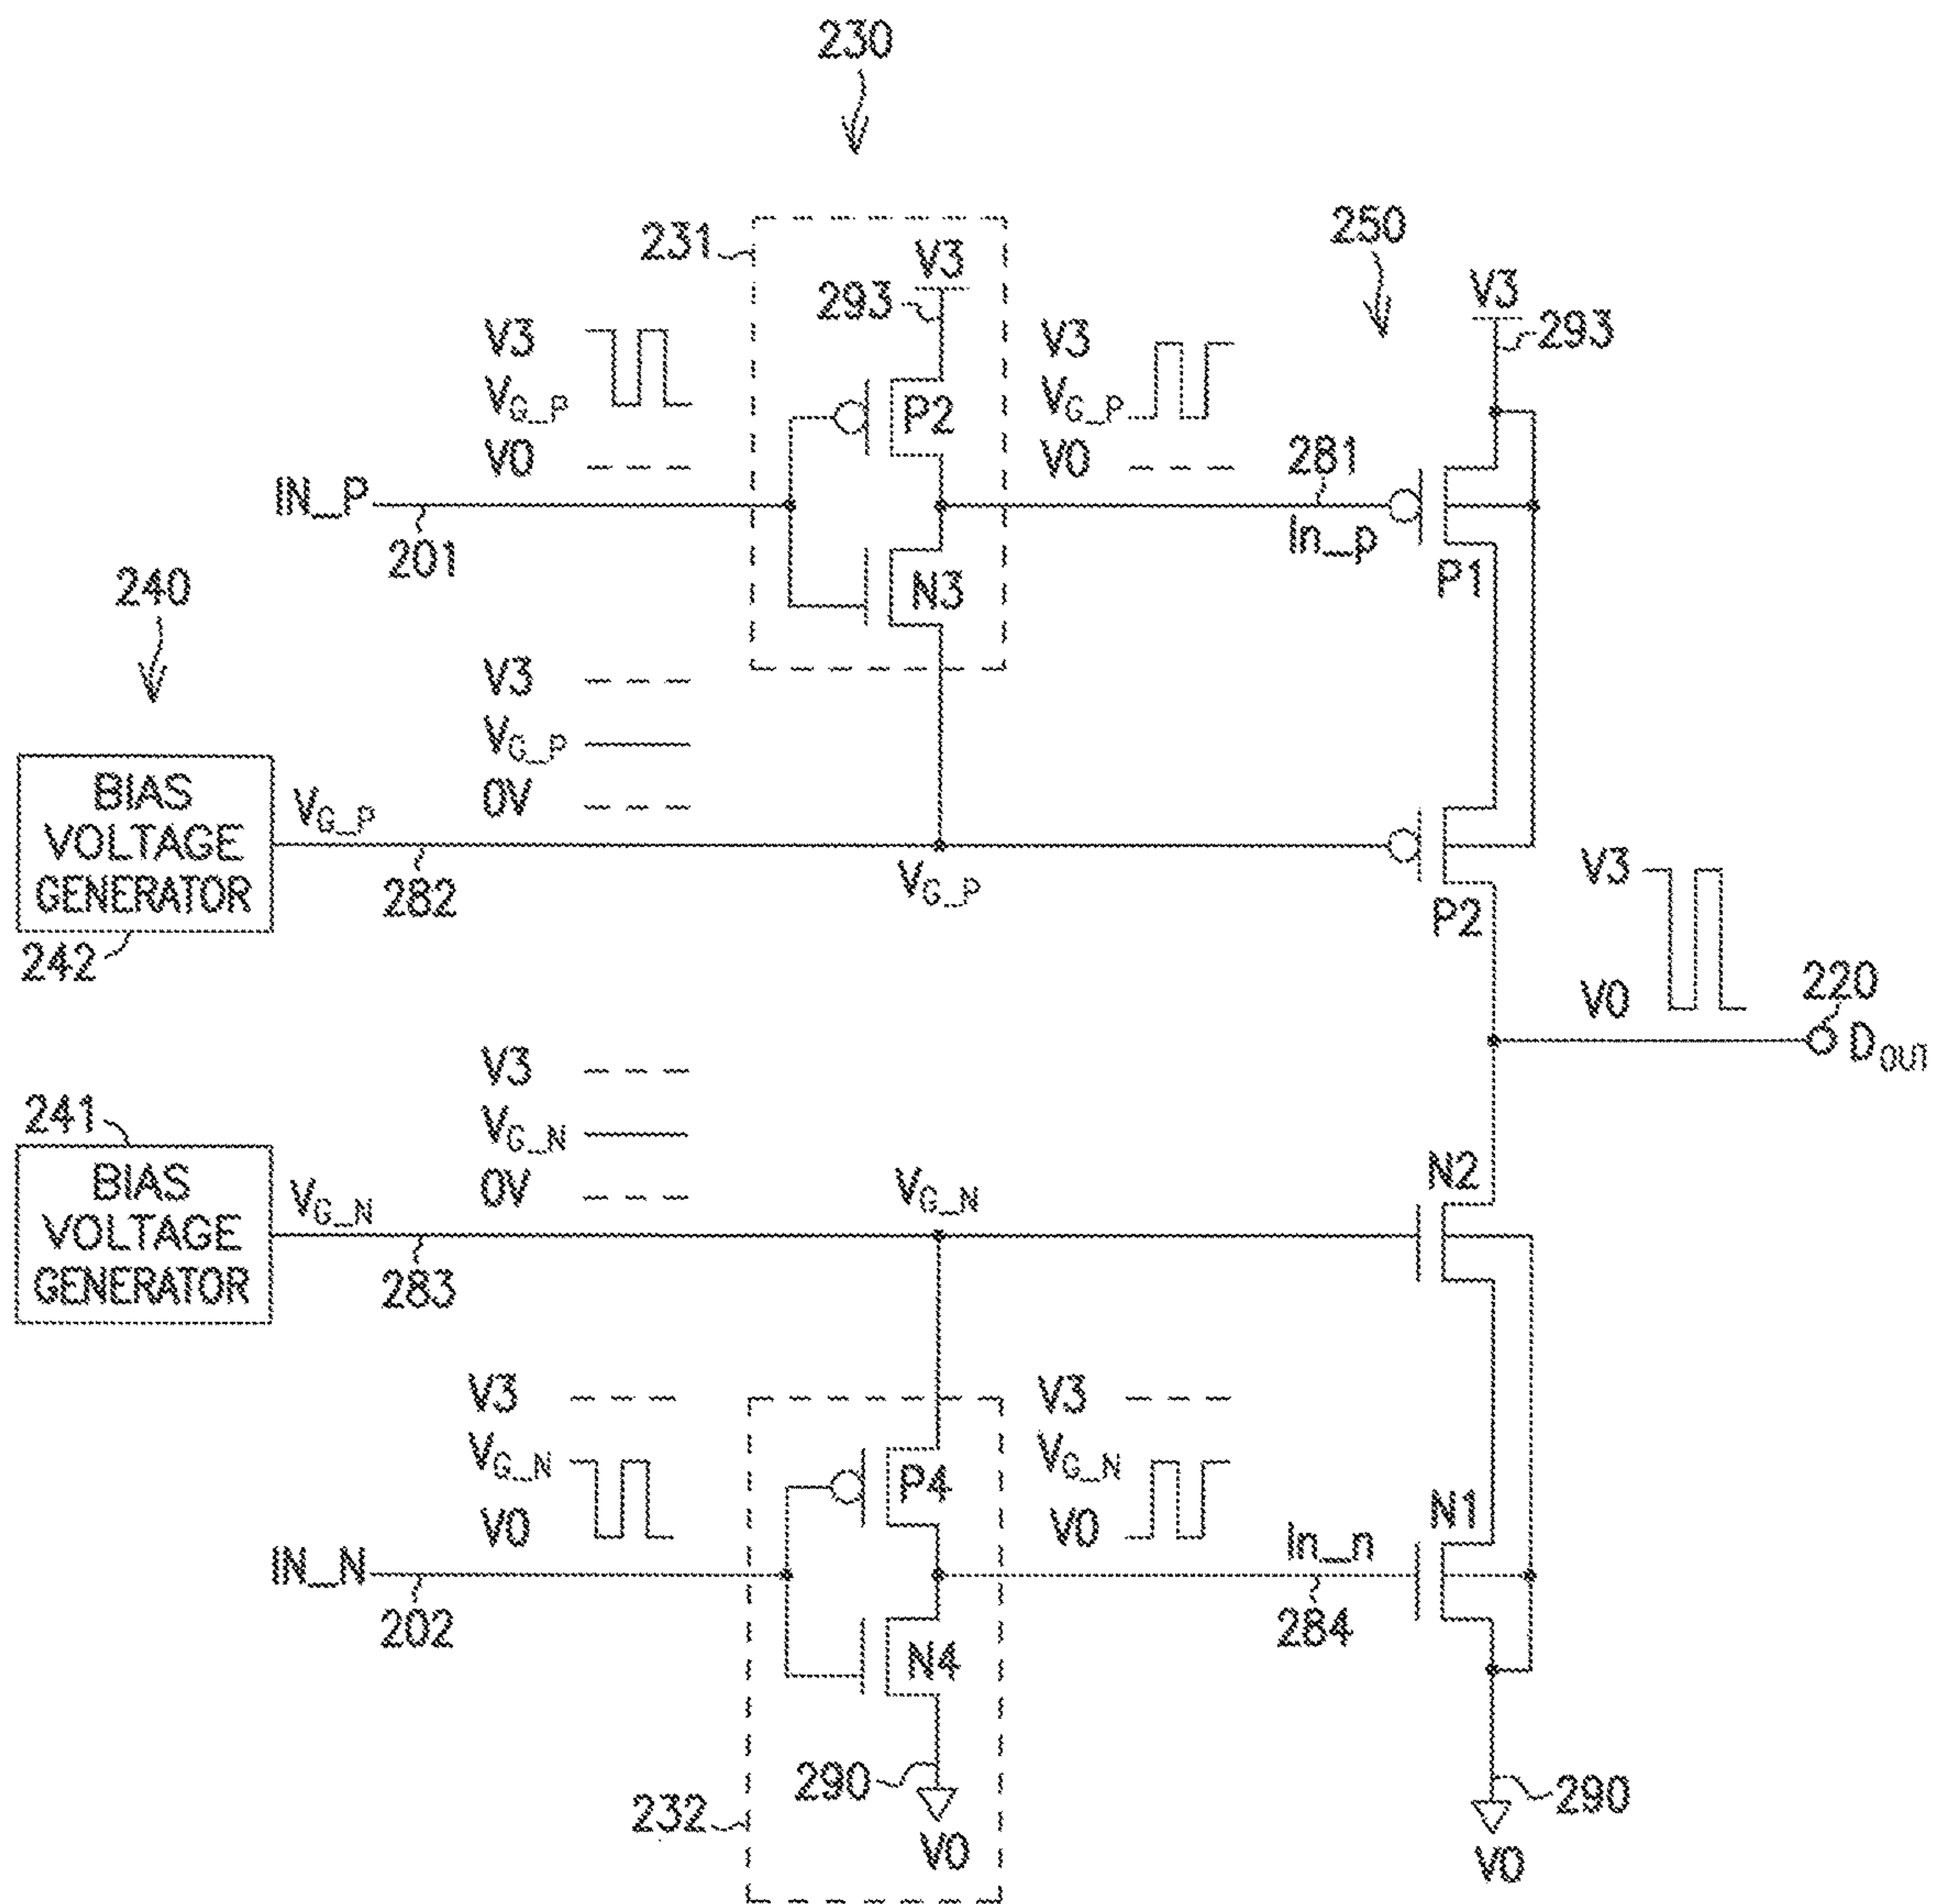 230
231
V3
293
250
V3
293
V3
V_G_P
V0
P2
V3
V_G_P
V0
281
IN_P
201
In_p
P1
N3
240
V3
V_G_P
0V
BIAS
VOLTAGE
GENERATOR
V_G_P
282
V_G_P
P2
242
V3
V0
220
D_OUT
241
V3
V_G_N
0V
BIAS
VOLTAGE
GENERATOR
V_G_N
283
V_G_N
N2
V3
V_G_N
V0
P4
V3
V_G_N
V0
In_n
N1
IN_N
202
284
N4
290
V0
232
290
V0